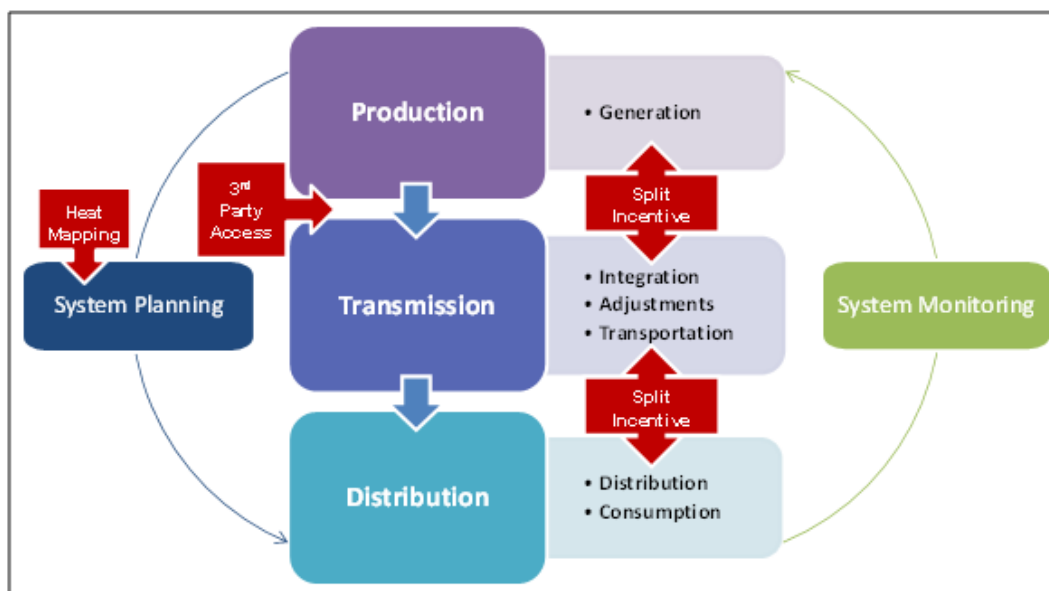 Production
• Generation
3rd
Party
Access
Split
Incentive
Heat
Mapping
System Planning
Transmission
• Integration
• Adjustments
• Transportation
System Monitoring
Split
Incentive
Distribution
• Distribution
• Consumption